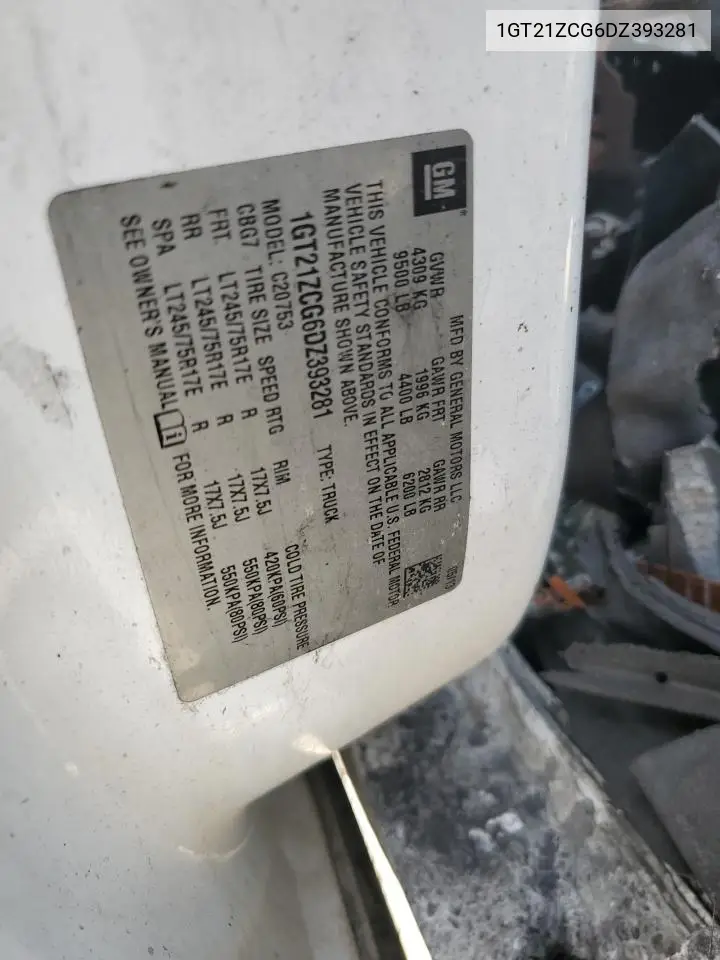 1GT21ZCG6DZ393281
GM
MFD BY GENERAL MOTORS LLC 05/13
GVWR GAWR FRT GAWR RR
4309 KG 1996 KG 2812 KG
9500 LB 4400 LB 6200 LB
THIS VEHICLE CONFORMS TO ALL APPLICABLE U.S. FEDERAL MOTOR
VEHICLE SAFETY STANDARDS IN EFFECT ON THE DATE OF
MANUFACTURE SHOWN ABOVE.
1GT21ZCG6DZ393281 TYPE: TRUCK
MODEL: C20753
CBG7 TIRE SIZE SPEED RTG RIM COLD TIRE PRESSURE
FRT LT245/75R17E R 17X7.5J 420KPA(60PSI)
RR LT245/75R17E R 17X7.5J 550KPA(80PSI)
SPA LT245/75R17E R 17X7.5J 550KPA(80PSI)
SEE OWNER'S MANUAL i FOR MORE INFORMATION.